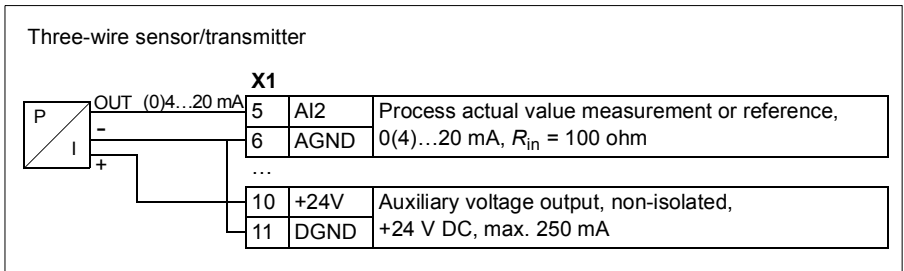 Three-wire sensor/transmitter
X1
P
I
OUT (0)4…20 mA
-
+
5 AI2 Process actual value measurement or reference,
6 AGND 0(4)…20 mA, Rin = 100 ohm
…
10 +24V Auxiliary voltage output, non-isolated,
11 DGND +24 V DC, max. 250 mA